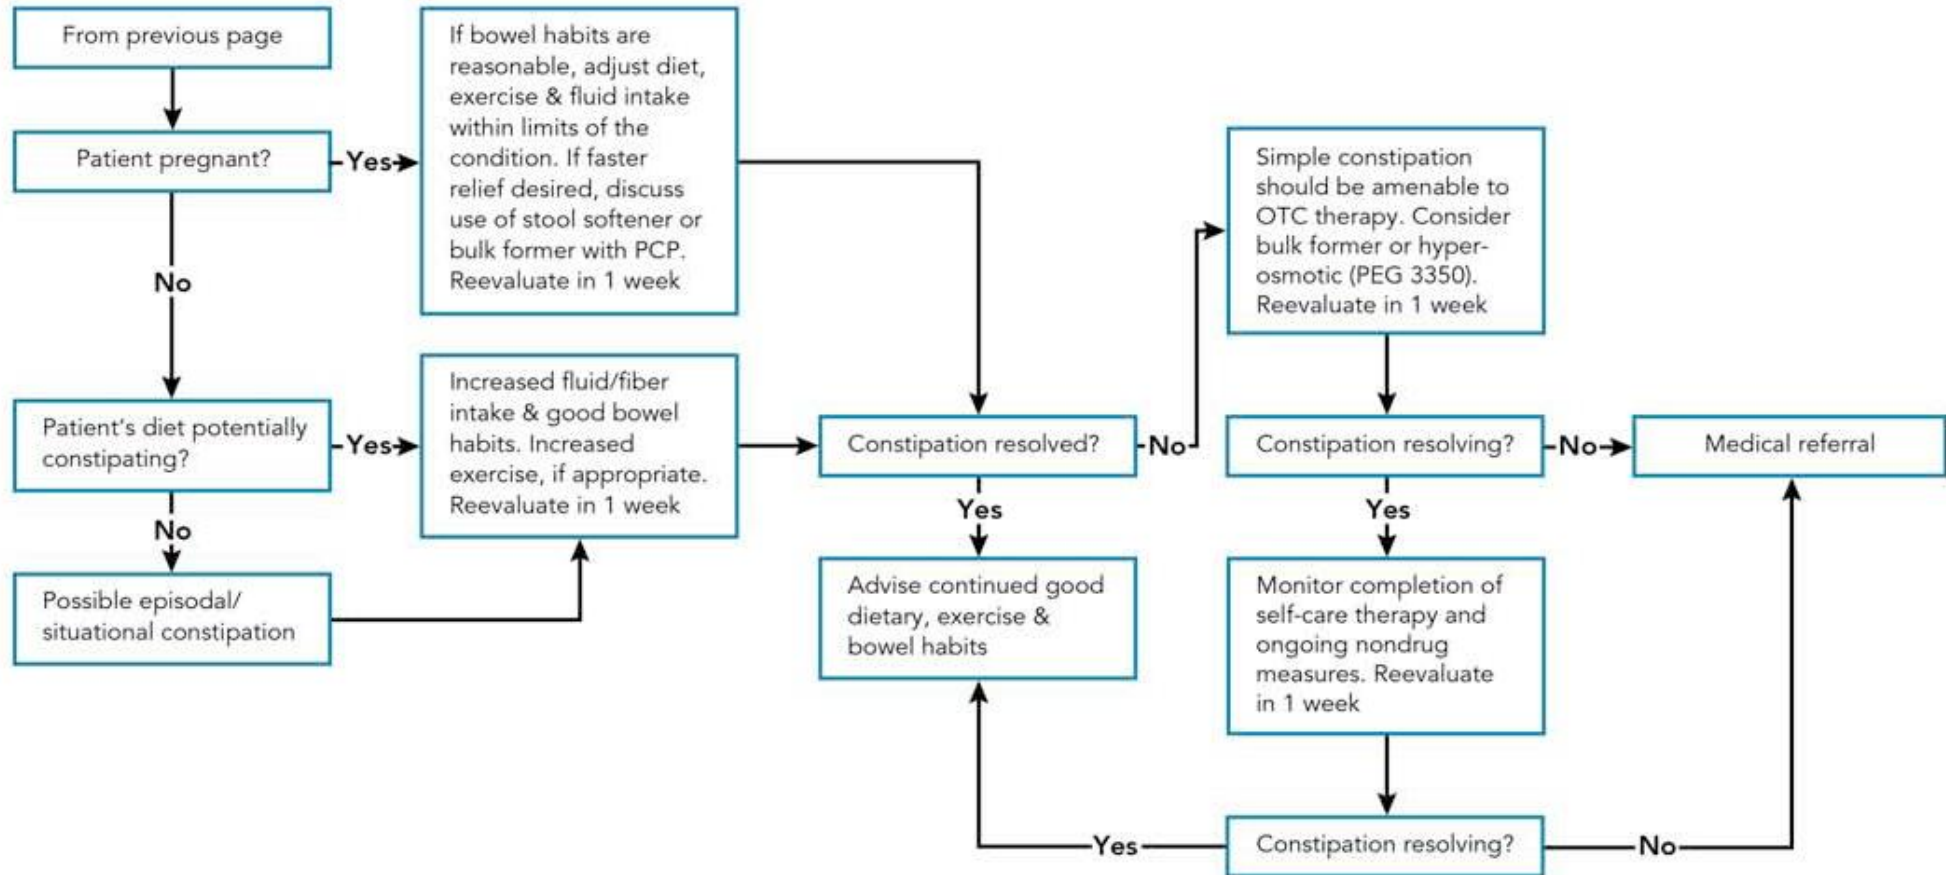 From previous page
Patient pregnant?
Yes
If bowel habits are
reasonable, adjust diet,
exercise & fluid intake
within limits of the
condition. If faster
relief desired, discuss
use of stool softener or
bulk former with PCP.
Reevaluate in 1 week
No
Patient's diet potentially
constipating?
Yes
Increased fluid/fiber
intake & good bowel
habits. Increased
exercise, if appropriate.
Reevaluate in 1 week
No
Possible episodal/
situational constipation
Constipation resolved?
No
Yes
Advise continued good
dietary, exercise &
bowel habits
Simple constipation
should be amenable to
OTC therapy. Consider
bulk former or hyper-
osmotic (PEG 3350).
Reevaluate in 1 week
Constipation resolving?
No
Medical referral
Yes
Monitor completion of
self-care therapy and
ongoing nondrug
measures. Reevaluate
in 1 week
Constipation resolving?
Yes
No